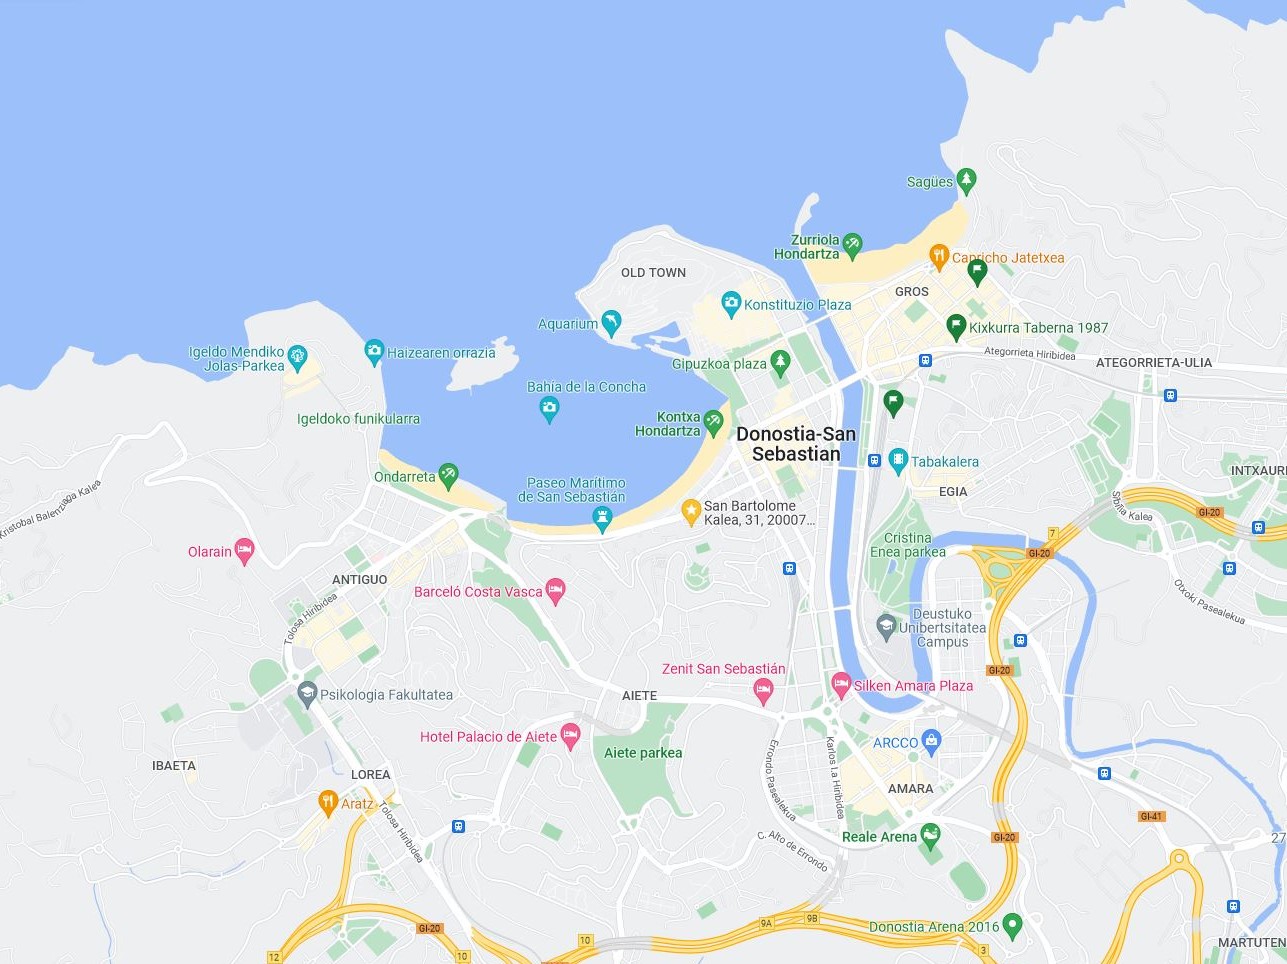 Sagües
Zurriola
Hondartza
Capricho Jatetxea
OLD TOWN
GROS
Konstituzio Plaza
Aquarium
Kixkurra Taberna 1987
Igeldo Mendiko
Jolas-Parkea
Haizearen orrazia
Gipuzkoa plaza
Ategorrieta Hiribidea
ATEGORRIETA-ULIA
Bahía de la Concha
Igeldoko funikularra
Kontxa
Hondartza
Donostia-San
Sebastian
Tabakalera
INTXAURR
Ondarreta
Paseo Marítimo
de San Sebastián
EGIA
San Bartolome
Kalea, 31, 20007...
Kristobal Balenziaga Kalea
Sibilia Kalea
GI-20
7
GI-20
Cristina
Enea parkea
Olarain
ANTIGUO
Barceló Costa Vasca
Otxoki Pasealekua
Tolosa Hiribidea
Deustuko
Unibertsitatea
Campus
GI-20
Zenit San Sebastián
Silken Amara Plaza
Psikologia Fakultatea
AIETE
Hotel Palacio de Aiete
ARCCO
Aiete parkea
IBAETA
LOREA
Errondo Pasealekua
Karlos I.a Hiribidea
AMARA
Aratz
Tolosa Hiribidea
GI-41
Reale Arena
GI-20
C. Alto de Errondo
27
9A
9B
Donostia Arena 2016
GI-20
10
3
MARTUTEN
12
10